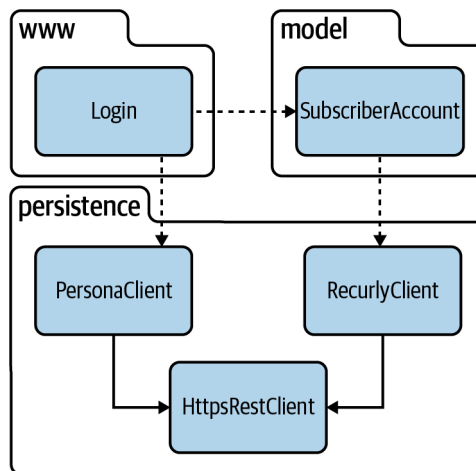 www
model
Login
SubscriberAccount
persistence
PersonaClient
RecurlyClient
HttpsRestClient